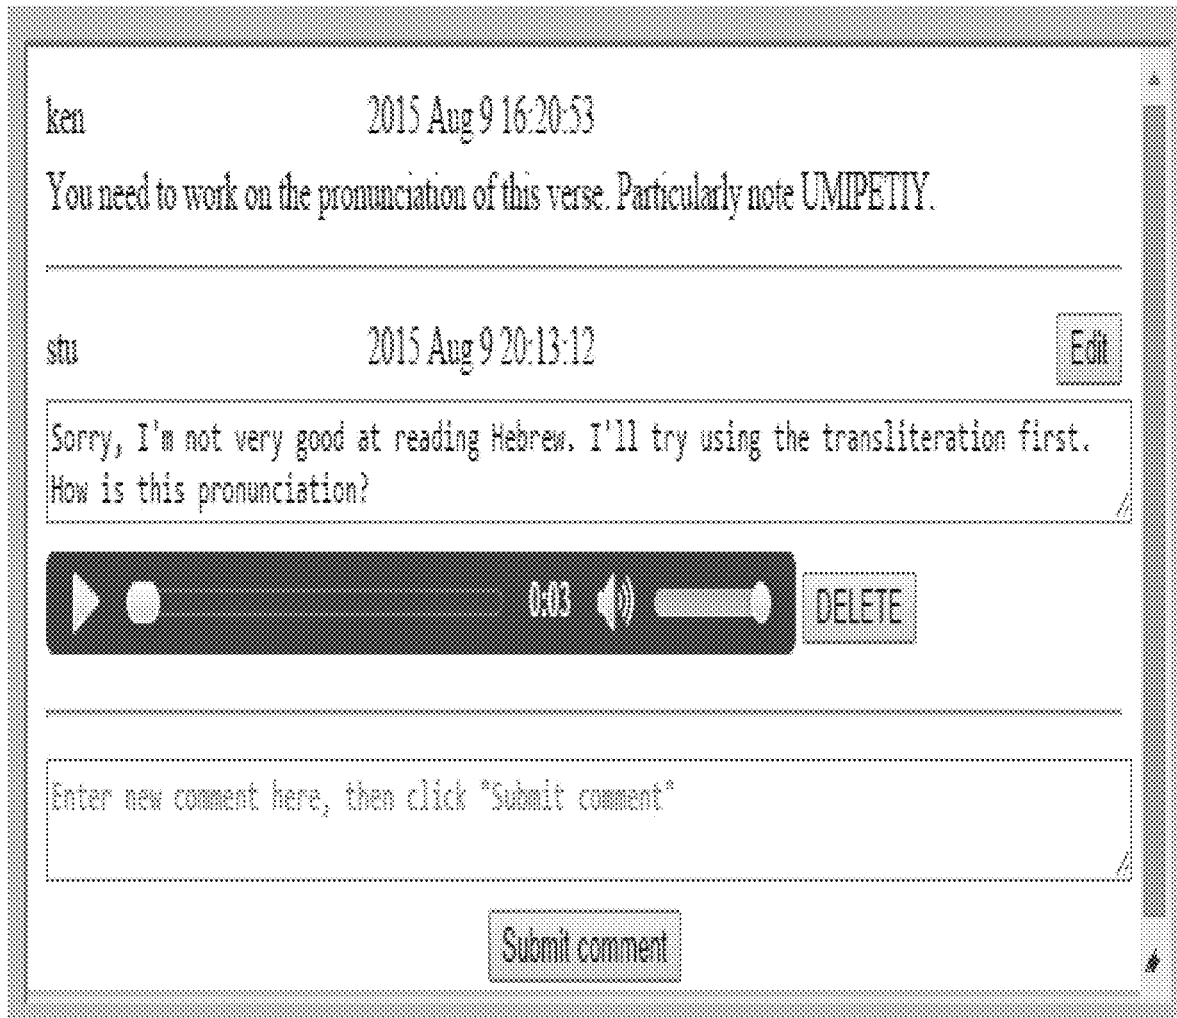 ken 2015 Aug 9 16:20:53
You need to work on the pronunciation of this verse. Particularly note UMIPETIY.
stu 2015 Aug 9 20:13:12 Edit
Sorry, I'm not very good at reading Hebrew. I'll try using the transliteration first.
How is this pronunciation?
0:03 DELETE
Enter new comment here, then click "Submit comment"
Submit comment